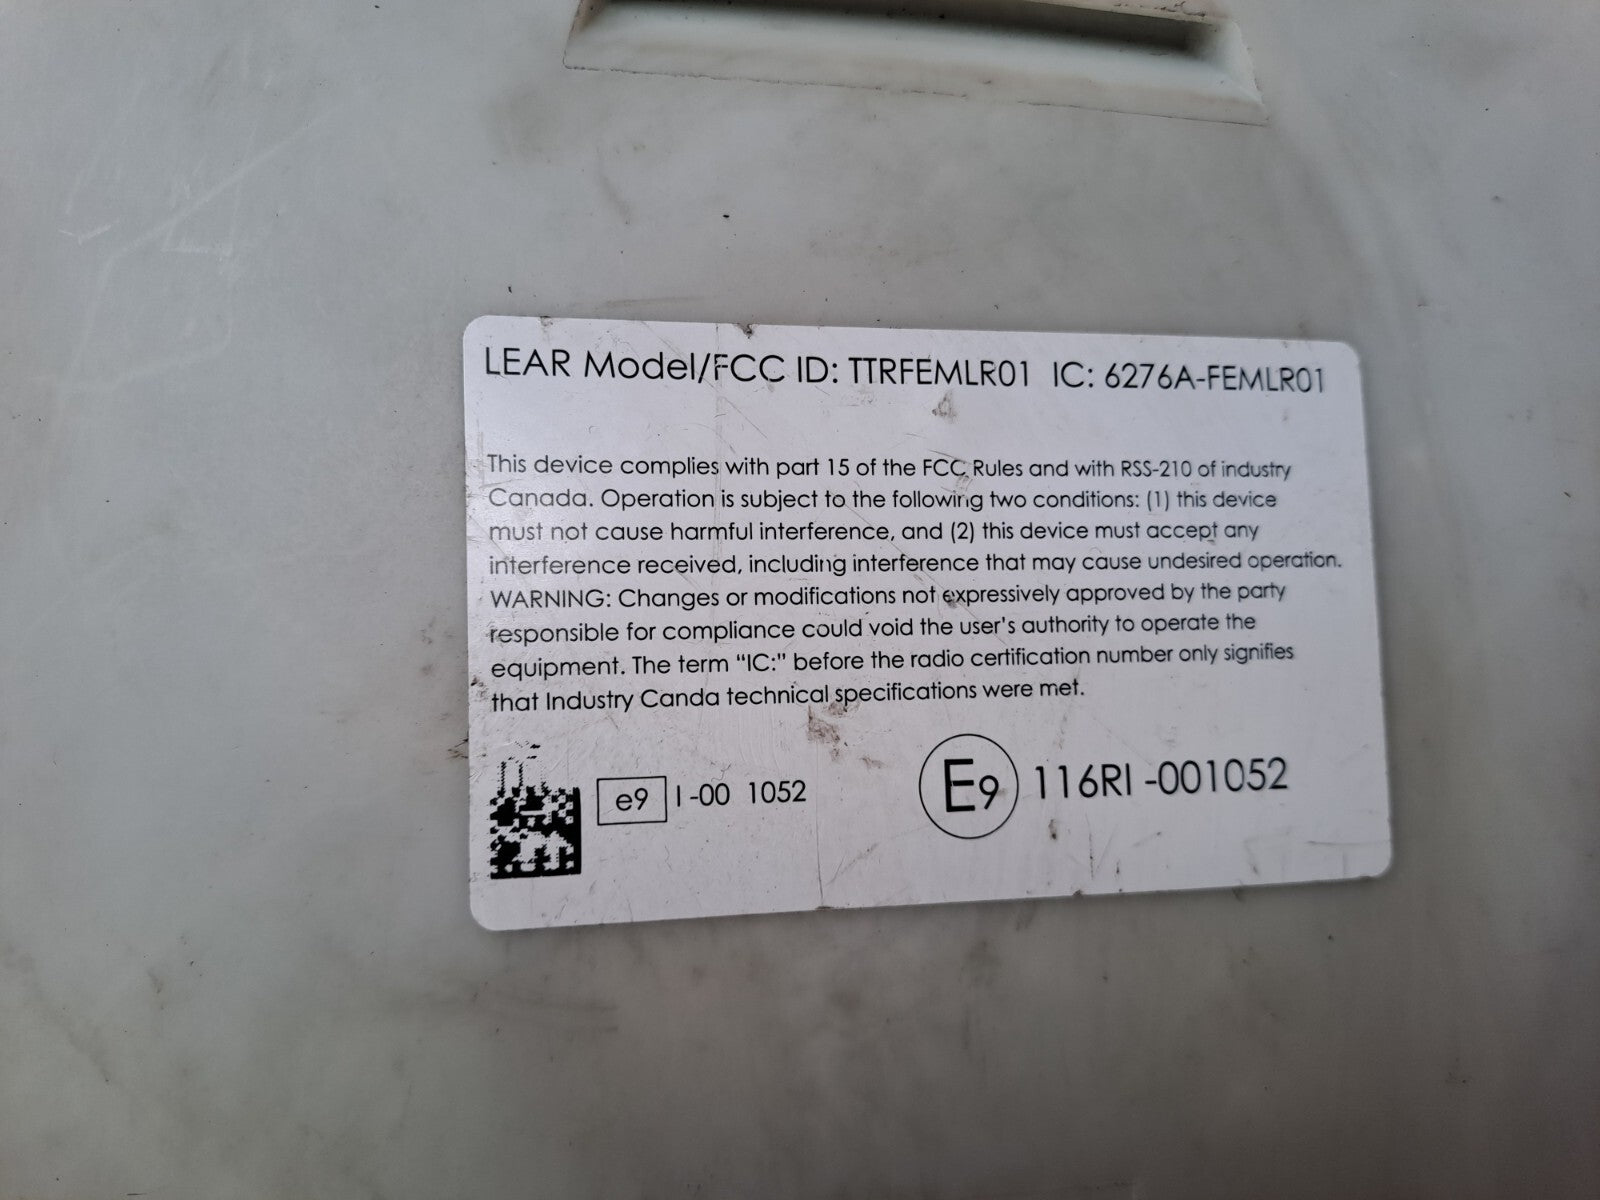 LEAR Model/FCC ID: TTRFEMLR01 IC: 6276A-FEMLR01
This device complies with part 15 of the FCC Rules and with RSS-210 of industry
Canada. Operation is subject to the following two conditions: (1) this device
must not cause harmful interference, and (2) this device must accept any
interference received, including interference that may cause undesired operation.
WARNING: Changes or modifications not expressively approved by the party
responsible for compliance could void the user's authority to operate the
equipment. The term "IC:" before the radio certification number only signifies
that Industry Canda technical specifications were met.
e9 I-00 1052 E9 116RI-001052